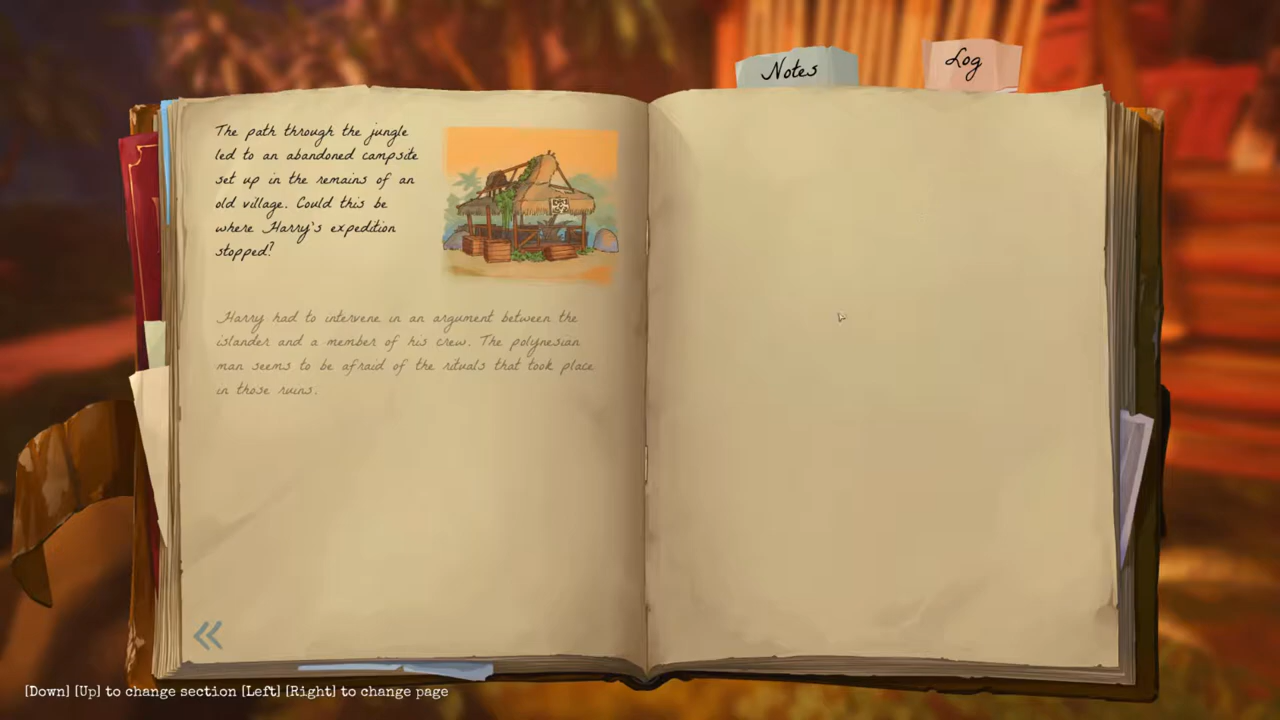 Notes
Log
The path through the jungle
led to an abandoned campsite
set up in the remains of an
old village. Could this be
where Harry's expedition
stopped?
Harry had to intervene in an argument between the
islander and a member of his crew. The polynesian
man seems to be afraid of the rituals that took place
in those ruins.
[Down] [Up] to change section [Left] [Right] to change page